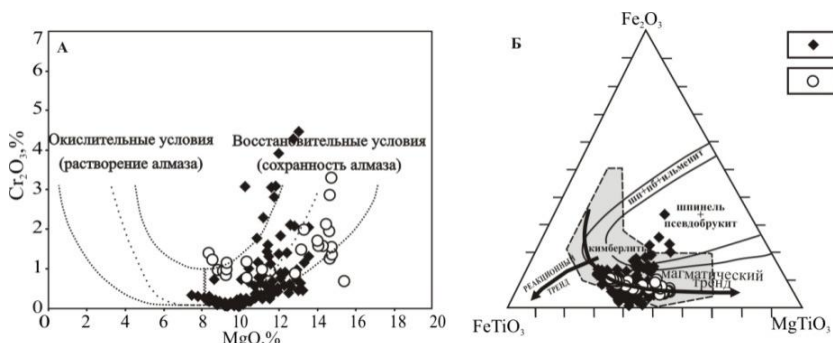 А
7
6
5
4
3
2
1
0
Cr2O3,%
Окислительные условия
(растворение алмаза)
Восстановительные условия
(сохранность алмаза)
0 2 4 6 8 10 12 14 16 18 20
MgO,%
Б
Fe2O3
шп+пб+ильменит
шпинель
+
псевдобрукит
кимберлиты
РЕАКЦИОННЫЙ
ТРЕНД
магматический
тренд
FeTiO3
MgTiO3